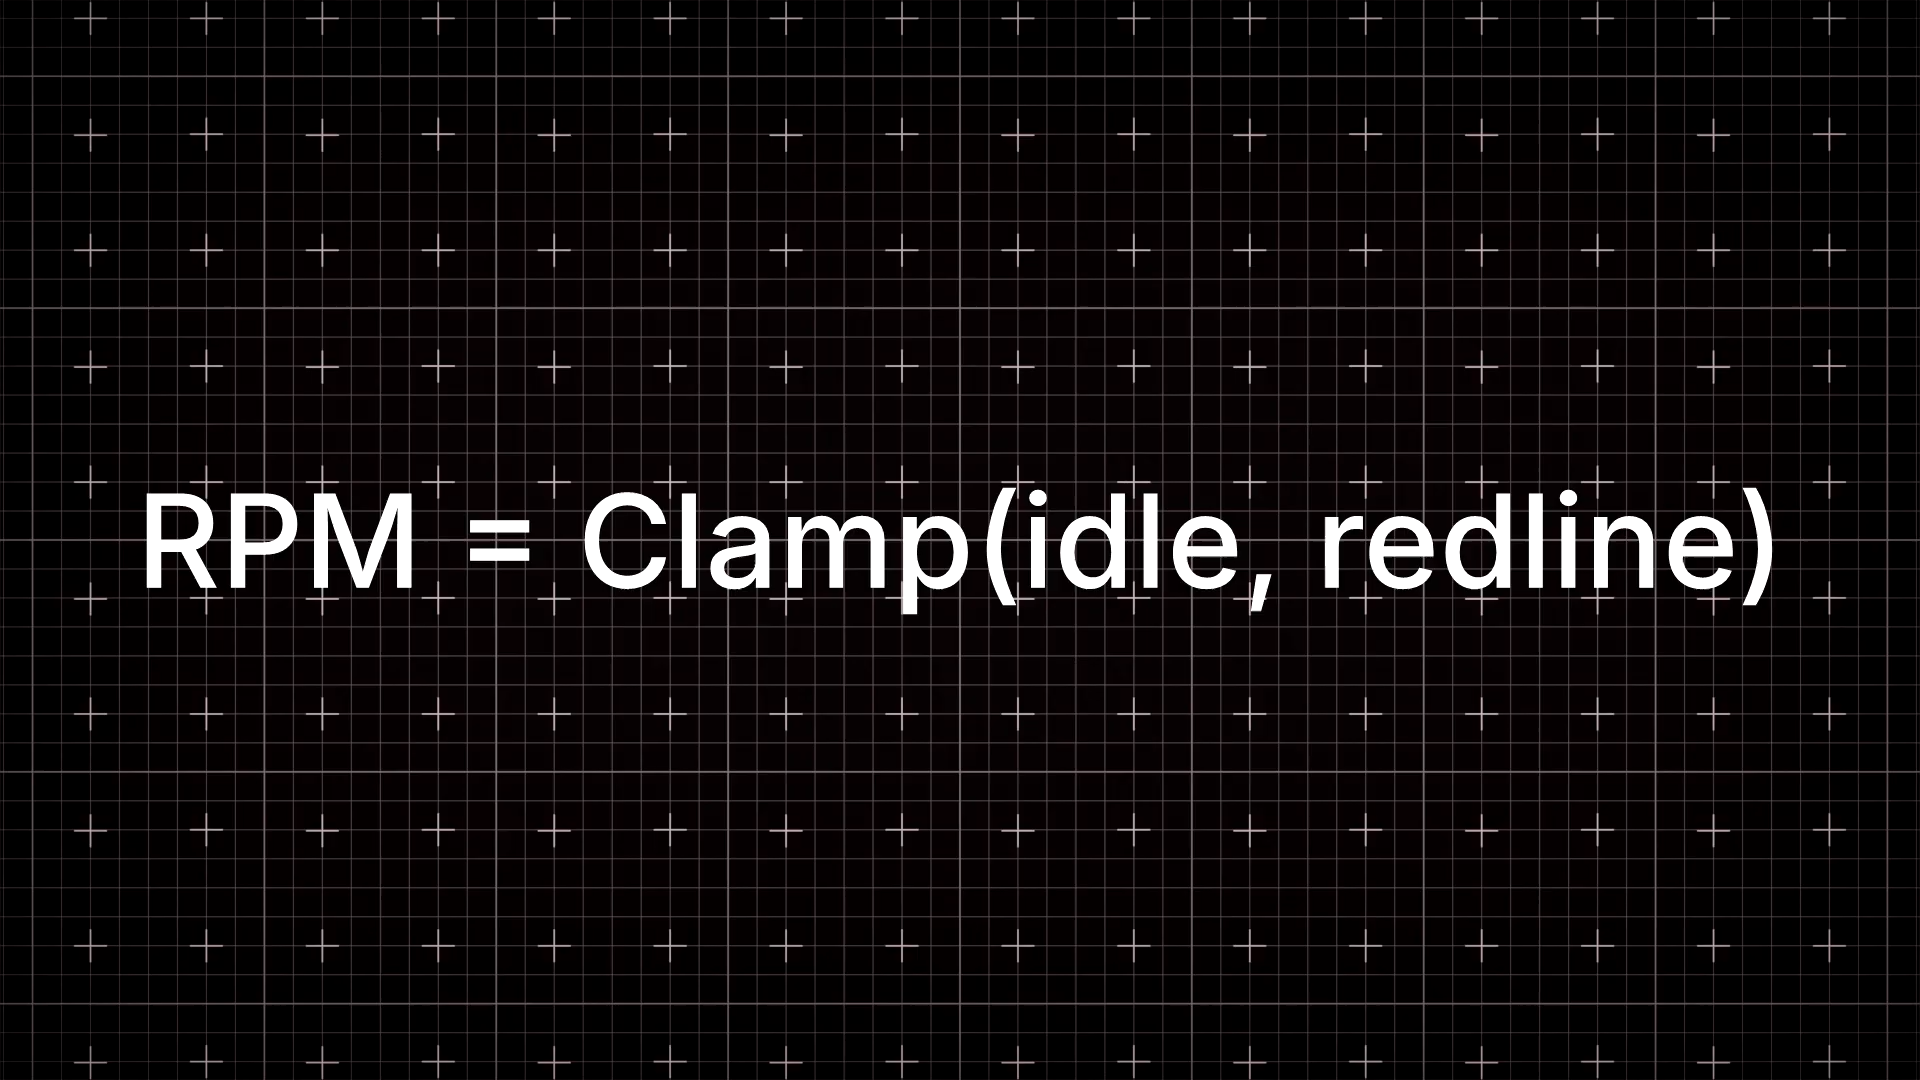 RPM = Clamp(idle, redline)